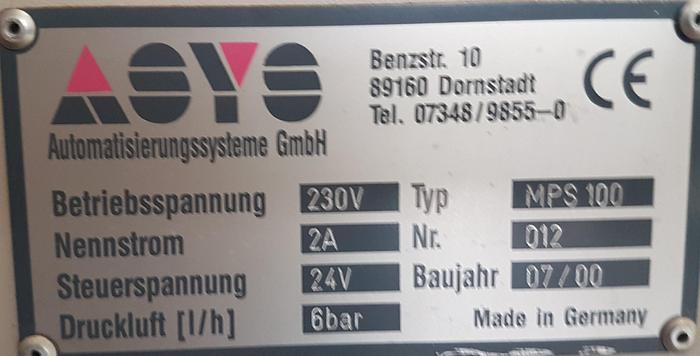 ASYS
Automatisierungssysteme GmbH
Benzstr. 10
89160 Dornstadt
Tel. 07348/9855-0
CE
Betriebsspannung 230V Typ MPS 100
Nennstrom 2A Nr. 012
Steuerspannung 24V Baujahr 07/00
Druckluft [l/h] 6bar Made in Germany